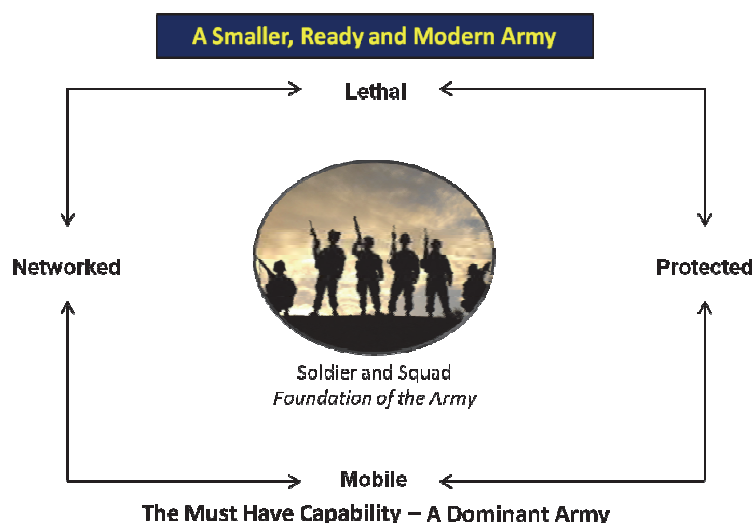 A Smaller, Ready and Modern Army
Lethal
Networked
Protected
Soldier and Squad
Foundation of the Army
Mobile
The Must Have Capability – A Dominant Army